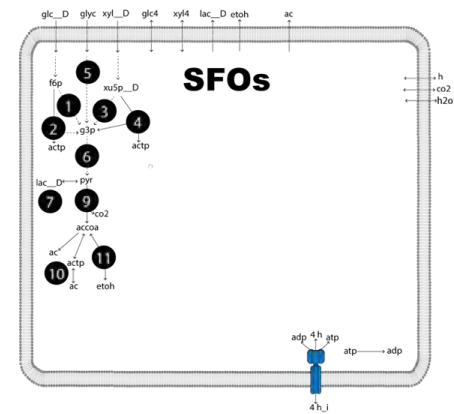 glc__D glyc xyl__D glc4 xyl4 lac__D etoh ac
SFOs
h
co2
h2o
5
f6p
xu5p__D
1
3
2
g3p
4
actp
actp
6
lac__D
pyr
7
9
co2
accoa
ac
actp
11
10
ac
etoh
4 h
adp
atp
atp
adp
4 h_i